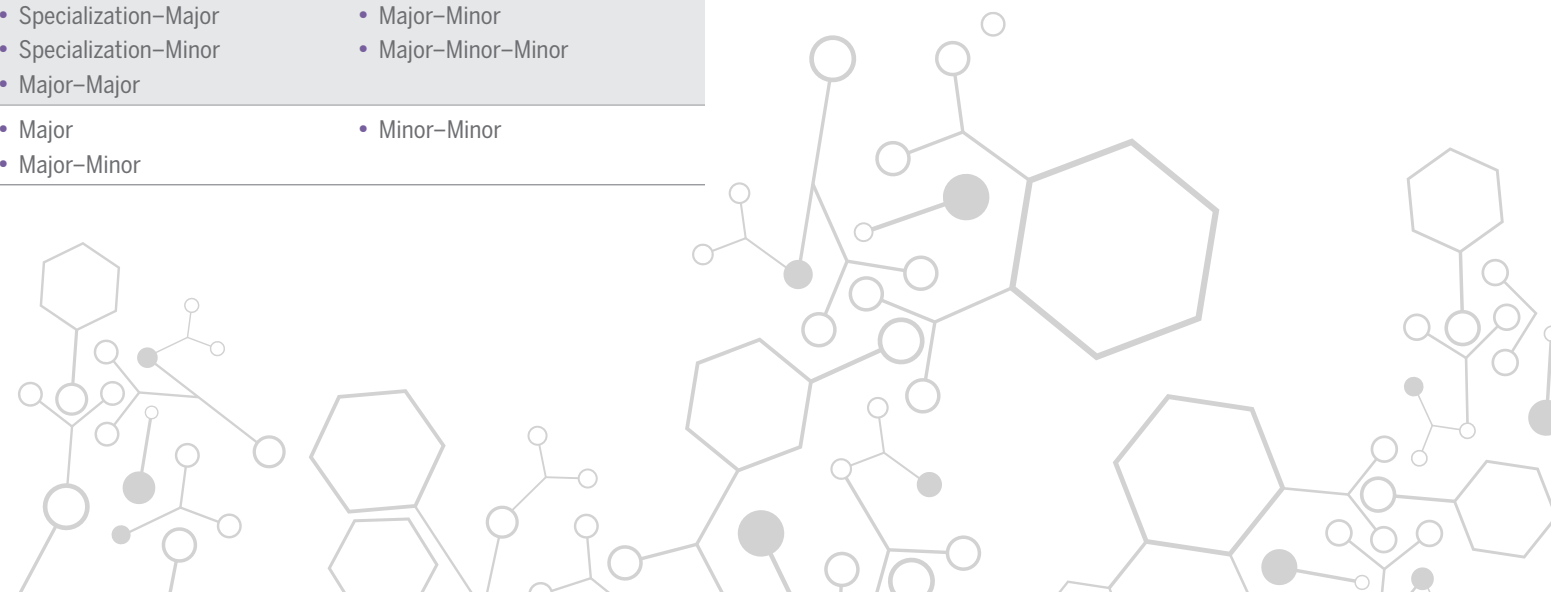 • Specialization–Major
• Specialization–Minor
• Major–Major
• Major–Minor
• Major–Minor–Minor
• Major
• Major–Minor
• Minor–Minor